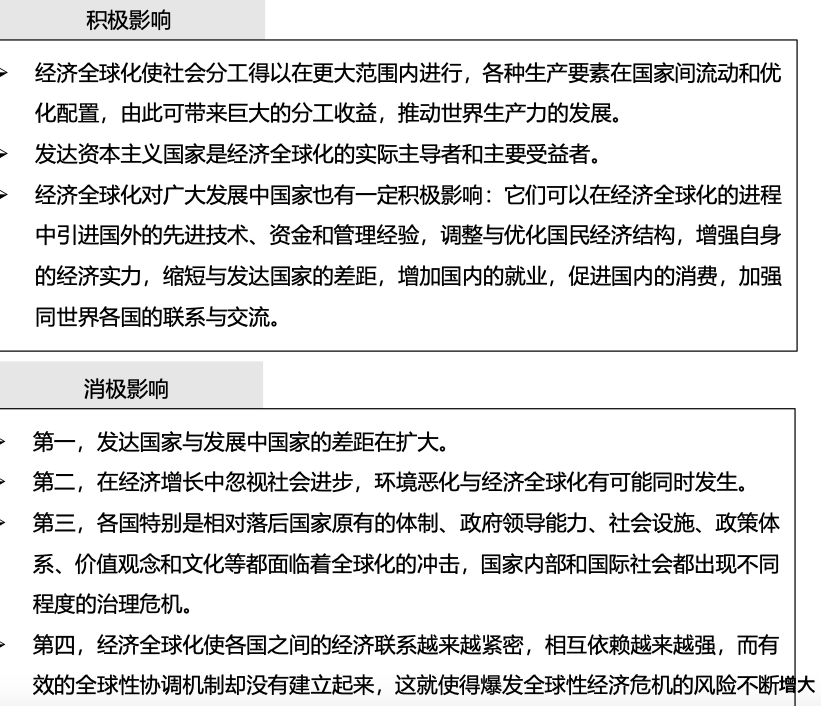 积极影响
经济全球化使社会分工得以在更大范围内进行，各种生产要素在国家间流动和优
化配置，由此可带来巨大的分工收益，推动世界生产力的发展。
发达资本主义国家是经济全球化的实际主导者和主要受益者。
经济全球化对广大发展中国家也有一定积极影响：它们可以在经济全球化的进程
中引进国外的先进技术、资金和管理经验，调整与优化国民经济结构，增强自身
的经济实力，缩短与发达国家的差距，增加国内的就业，促进国内的消费，加强
同世界各国的联系与交流。
消极影响
第一，发达国家与发展中国家的差距在扩大。
第二，在经济增长中忽视社会进步，环境恶化与经济全球化有可能同时发生。
第三，各国特别是相对落后国家原有的体制、政府领导能力、社会设施、政策体
系、价值观念和文化等都面临着全球化的冲击，国家内部和国际社会都出现不同
程度的治理危机。
第四，经济全球化使各国之间的经济联系越来越紧密，相互依赖越来越强，而有
效的全球性协调机制却没有建立起来，这就使得爆发全球性经济危机的风险不断增大